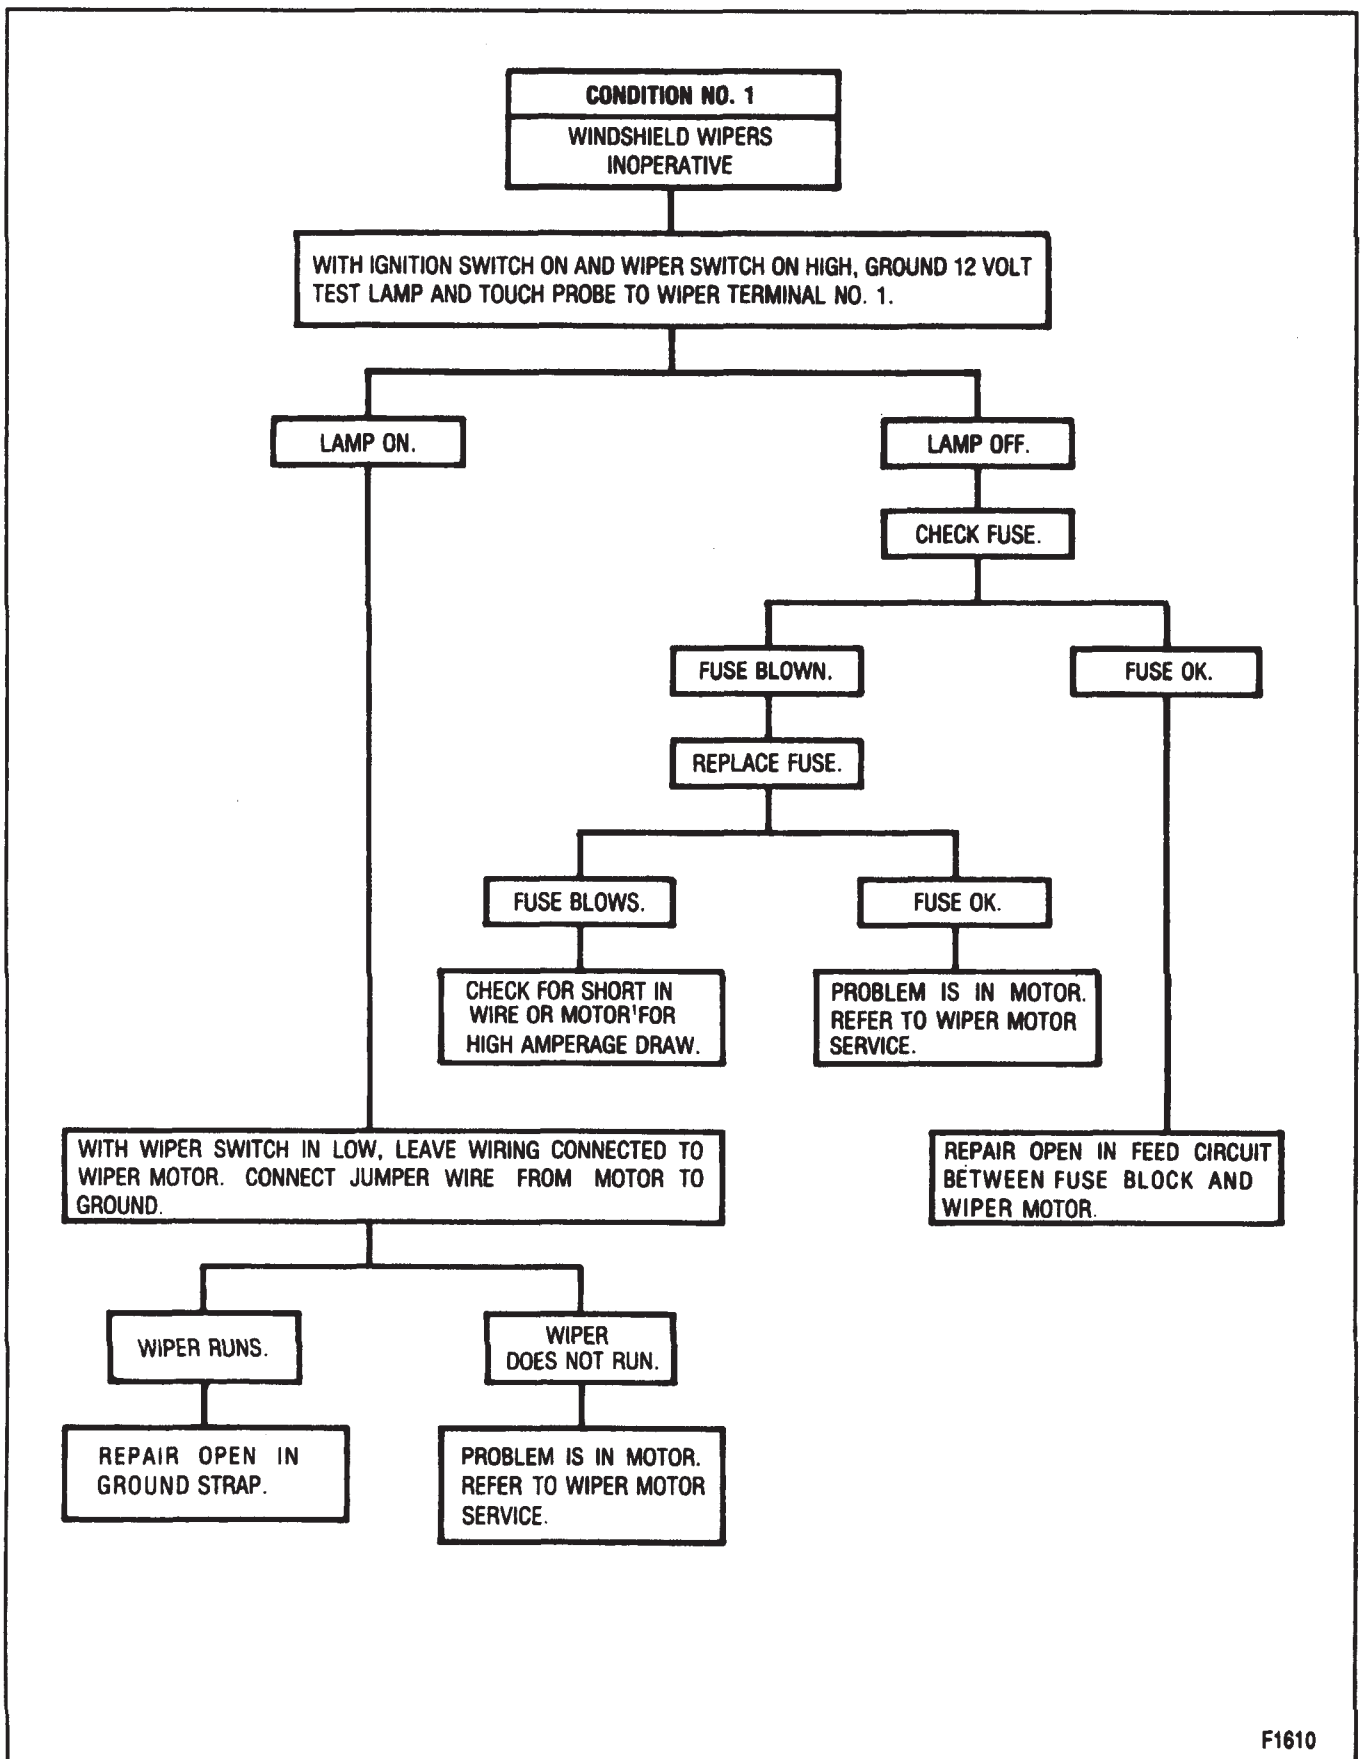 CONDITION NO. 1
WINDSHIELD WIPERS
INOPERATIVE
WITH IGNITION SWITCH ON AND WIPER SWITCH ON HIGH, GROUND 12 VOLT
TEST LAMP AND TOUCH PROBE TO WIPER TERMINAL NO. 1.
LAMP ON.
LAMP OFF.
CHECK FUSE.
FUSE BLOWN.
FUSE OK.
REPLACE FUSE.
FUSE BLOWS.
FUSE OK.
CHECK FOR SHORT IN
WIRE OR MOTOR FOR
HIGH AMPERAGE DRAW.
PROBLEM IS IN MOTOR.
REFER TO WIPER MOTOR
SERVICE.
WITH WIPER SWITCH IN LOW, LEAVE WIRING CONNECTED TO
WIPER MOTOR. CONNECT JUMPER WIRE FROM MOTOR TO
GROUND.
REPAIR OPEN IN FEED CIRCUIT
BETWEEN FUSE BLOCK AND
WIPER MOTOR.
WIPER RUNS.
WIPER
DOES NOT RUN.
REPAIR OPEN IN
GROUND STRAP.
PROBLEM IS IN MOTOR.
REFER TO WIPER MOTOR
SERVICE.
F1610